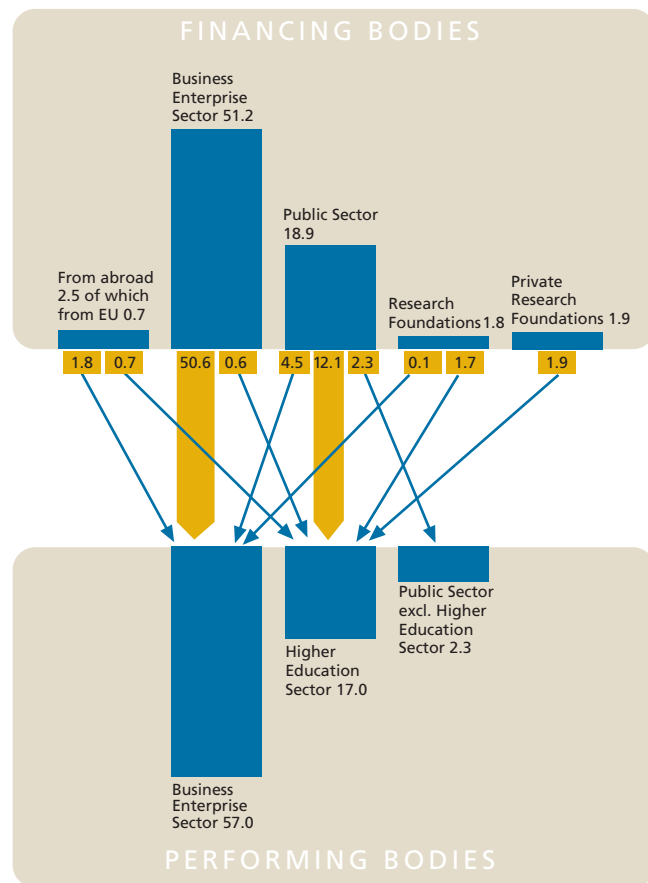 FINANCING BODIES
Business
Enterprise
Sector 51.2
Public Sector
18.9
From abroad
2.5 of which
from EU 0.7
Research
Foundations 1.8
Private
Research
Foundations 1.9
1.8 0.7 50.6 0.6 4.5 12.1 2.3 0.1 1.7 1.9
Public Sector
excl. Higher
Education
Sector 2.3
Higher
Education
Sector 17.0
Business
Enterprise
Sector 57.0
PERFORMING BODIES